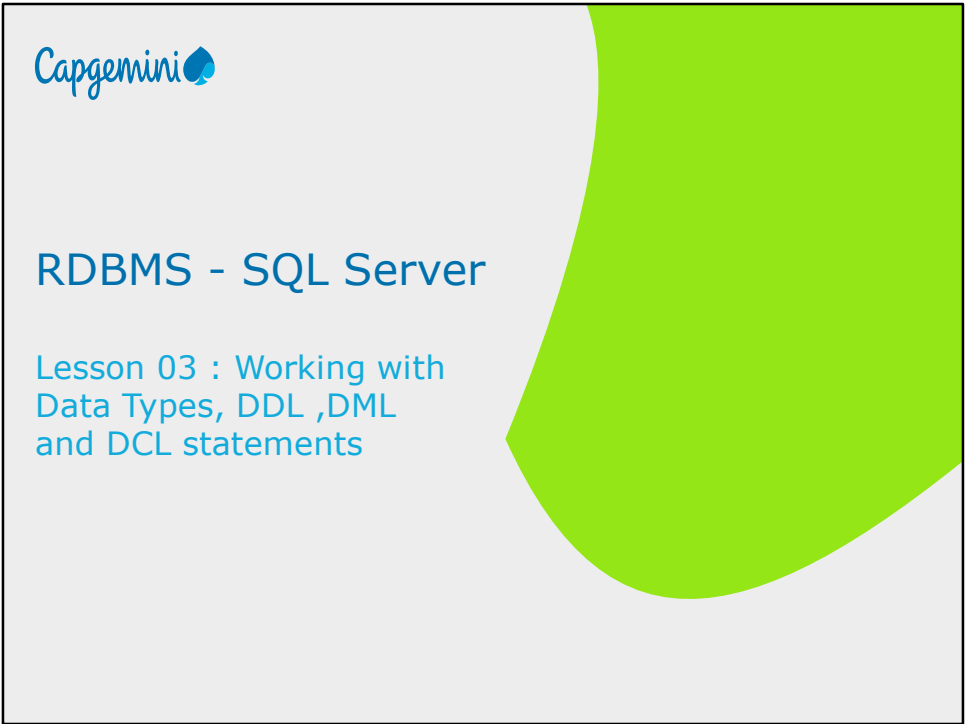 Capgemini
RDBMS - SQL Server
Lesson 03 : Working with
Data Types, DDL ,DML
and DCL statements